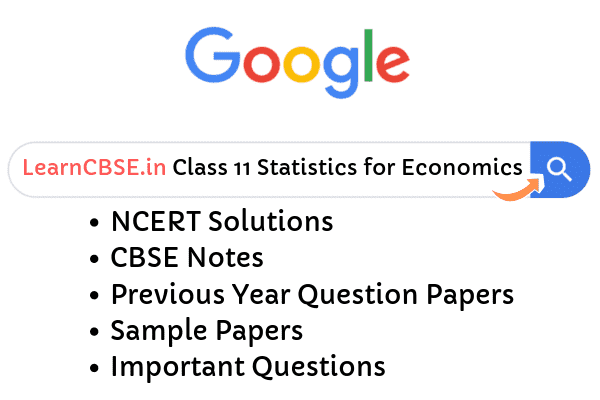 Google
LearnCBSE.in Class 11 Statistics for Economics
• NCERT Solutions
• CBSE Notes
• Previous Year Question Papers
• Sample Papers
• Important Questions